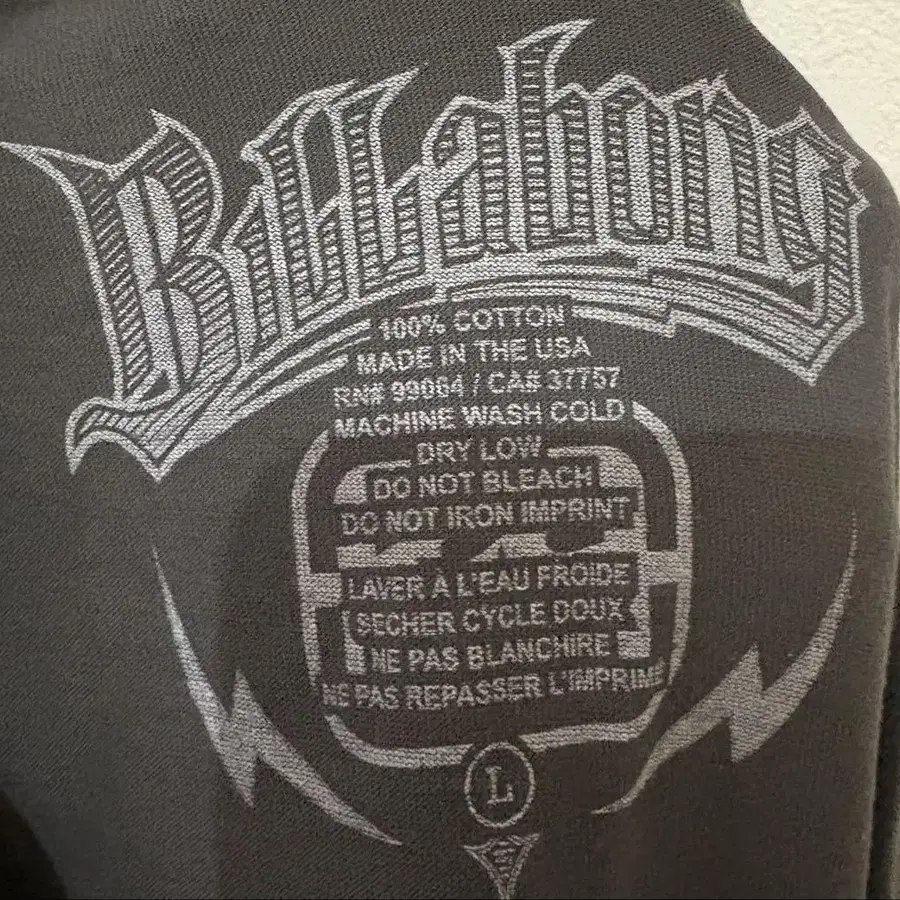 Billabong
100% COTTON
MADE IN THE USA
RN# 99064 / CA# 37757
MACHINE WASH COLD
DRY LOW
DO NOT BLEACH
DO NOT IRON IMPRINT
LAVER À L'EAU FROIDE
SECHER CYCLE DOUX
NE PAS BLANCHIRE
NE PAS REPASSER L'IMPRIME
L